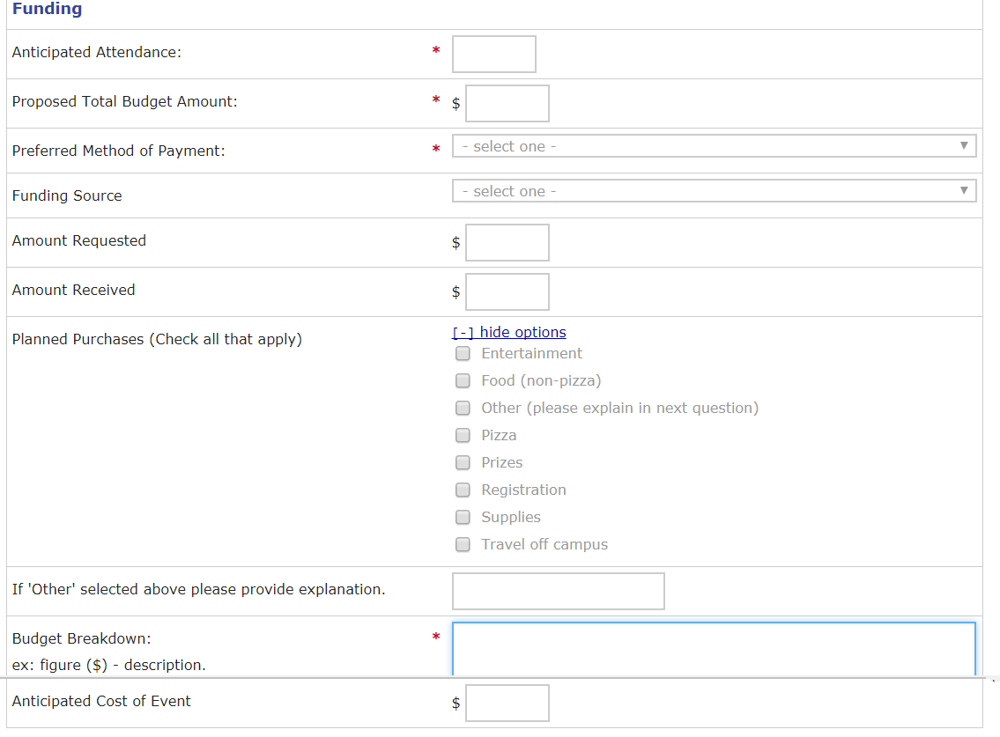 Funding
Anticipated Attendance: *
Proposed Total Budget Amount: * $
Preferred Method of Payment: * - select one - ▼
Funding Source - select one - ▼
Amount Requested $
Amount Received $
Planned Purchases (Check all that apply) [-] hide options
Entertainment
Food (non-pizza)
Other (please explain in next question)
Pizza
Prizes
Registration
Supplies
Travel off campus
If 'Other' selected above please provide explanation.
Budget Breakdown: *
ex: figure ($) - description.
Anticipated Cost of Event $